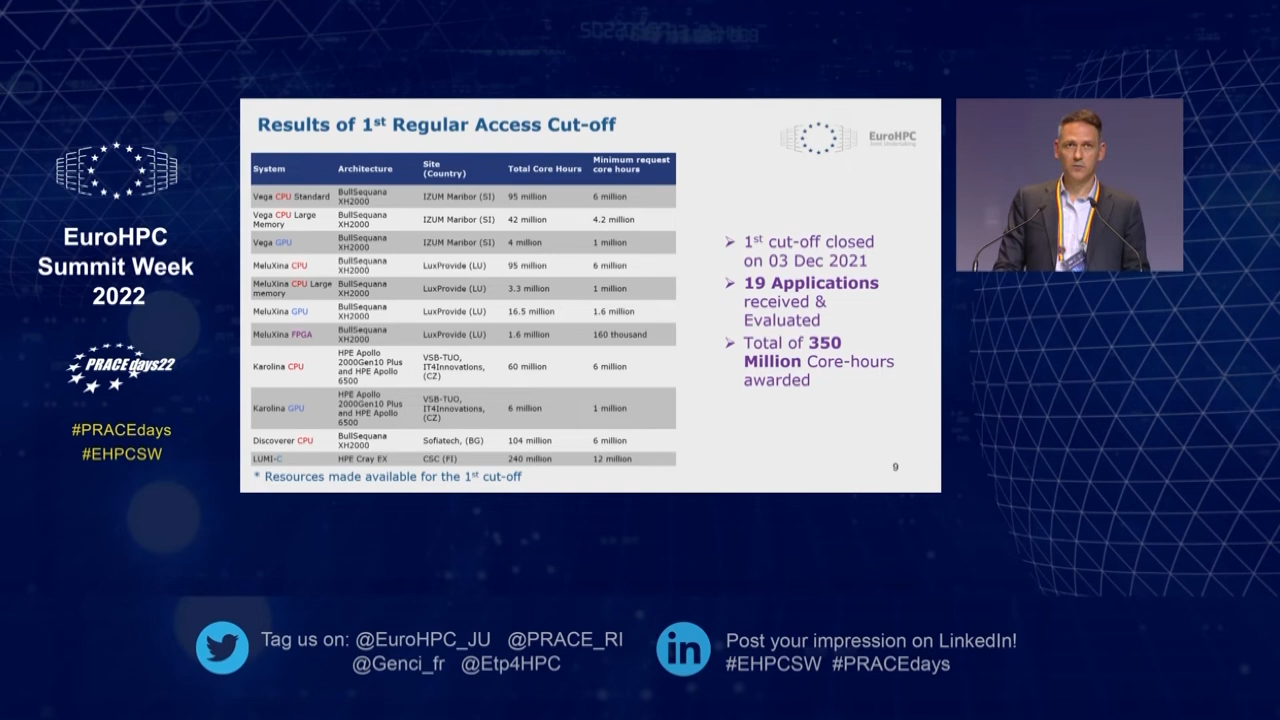 EuroHPC
Summit Week
2022
PRACEdays22
#PRACEdays
#EHPCSW
Results of 1st Regular Access Cut-off
EuroHPC
Joint Undertaking
System Architecture Site (Country) Total Core Hours Minimum request core hours
Vega CPU Standard BullSequana XH2000 IZUM Maribor (SI) 95 million 6 million
Vega CPU Large Memory BullSequana XH2000 IZUM Maribor (SI) 42 million 4.2 million
Vega GPU BullSequana XH2000 IZUM Maribor (SI) 4 million 1 million
MeluXina CPU BullSequana XH2000 LuxProvide (LU) 95 million 6 million
MeluXina CPU Large memory BullSequana XH2000 LuxProvide (LU) 3.3 million 1 million
MeluXina GPU BullSequana XH2000 LuxProvide (LU) 16.5 million 1.6 million
MeluXina FPGA BullSequana XH2000 LuxProvide (LU) 1.6 million 160 thousand
Karolina CPU HPE Apollo 2000Gen10 Plus and HPE Apollo 6500 VSB-TUO, IT4Innovations, (CZ) 60 million 6 million
Karolina GPU HPE Apollo 2000Gen10 Plus and HPE Apollo 6500 VSB-TUO, IT4Innovations, (CZ) 6 million 1 million
Discoverer CPU BullSequana XH2000 Sofiatech, (BG) 104 million 6 million
LUMI-C HPE Cray EX CSC (FI) 240 million 12 million
* Resources made available for the 1st cut-off
➢ 1st cut-off closed
on 03 Dec 2021
➢ 19 Applications
received &
Evaluated
➢ Total of 350
Million Core-hours
awarded
9
Tag us on: @EuroHPC_JU @PRACE_RI
@Genci_fr @Etp4HPC
in
Post your impression on LinkedIn!
#EHPCSW #PRACEdays